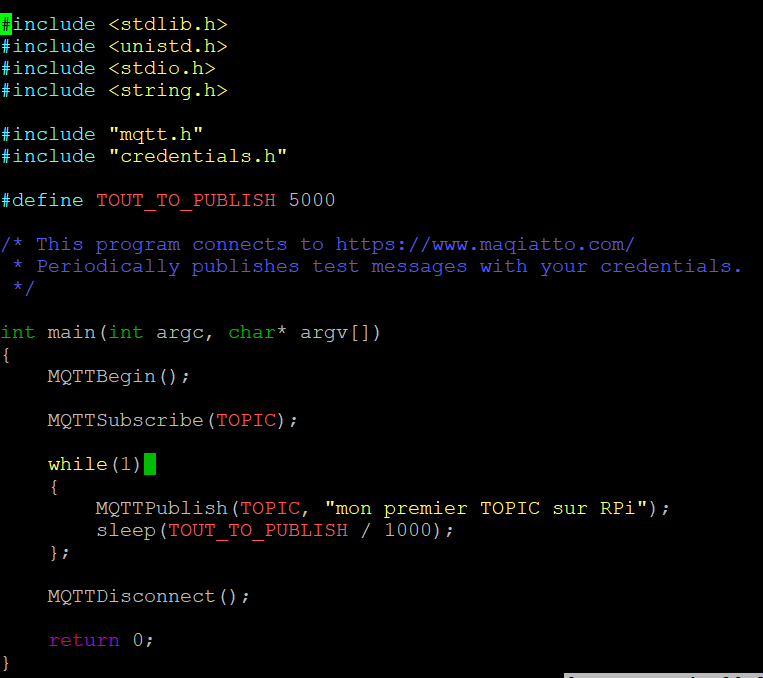 #include <stdlib.h>
#include <unistd.h>
#include <stdio.h>
#include <string.h>

#include "mqtt.h"
#include "credentials.h"

#define TOUT_TO_PUBLISH 5000

/* This program connects to https://www.maqiatto.com/
 * Periodically publishes test messages with your credentials.
 */

int main(int argc, char* argv[])
{
    MQTTBegin();

    MQTTSubscribe(TOPIC);

    while(1)
    {
        MQTTPublish(TOPIC, "mon premier TOPIC sur RPi");
        sleep(TOUT_TO_PUBLISH / 1000);
    };

    MQTTDisconnect();

    return 0;
}